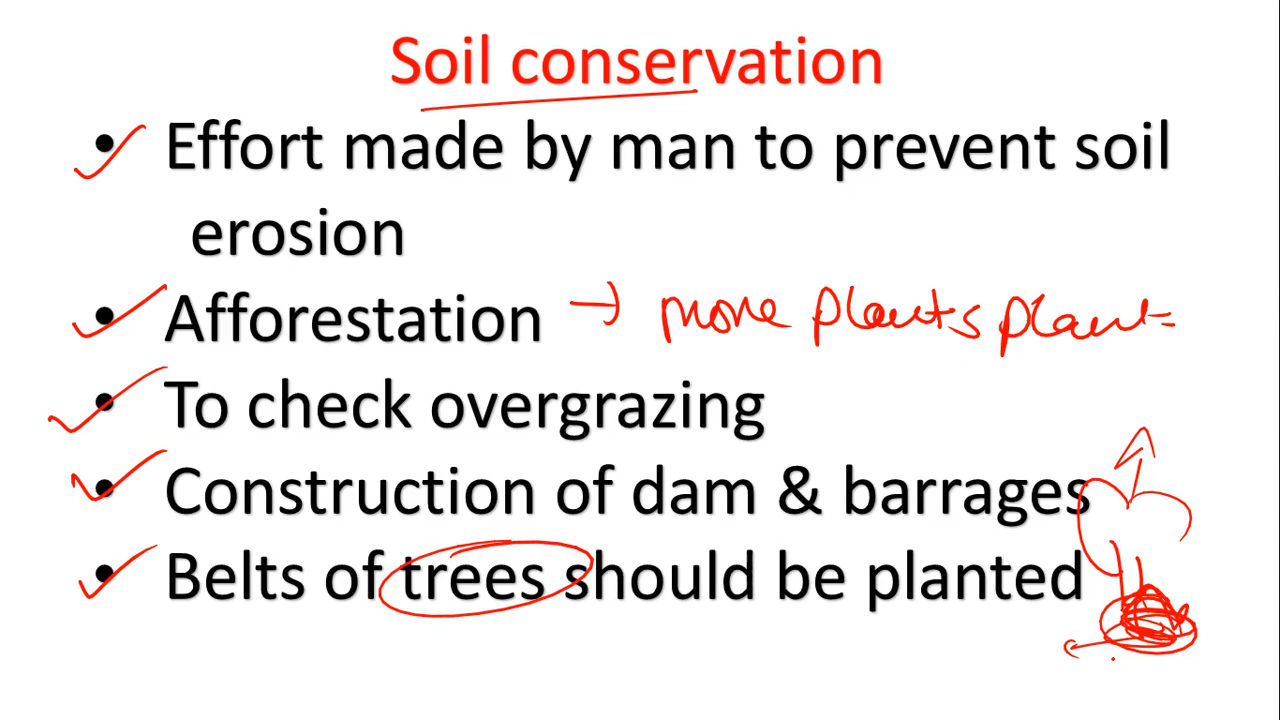 Soil conservation
• Effort made by man to prevent soil
erosion
• Afforestation → more plants plant
• To check overgrazing
• Construction of dam & barrages
• Belts of trees should be planted